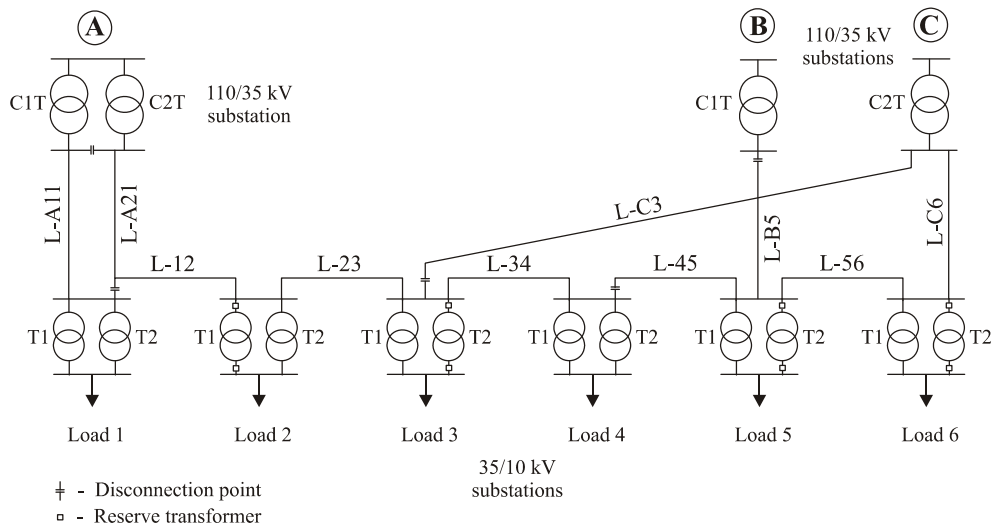 A
B
C
110/35 kV
substations
C1T
C2T
110/35 kV
substation
C1T
C2T
L-A11
L-A21
L-C3
L-B5
L-C6
L-12
L-23
L-34
L-45
L-56
T1
T2
T1
T2
T1
T2
T1
T2
T1
T2
T1
T2
Load 1
Load 2
Load 3
Load 4
Load 5
Load 6
35/10 kV
substations
- Disconnection point
- Reserve transformer